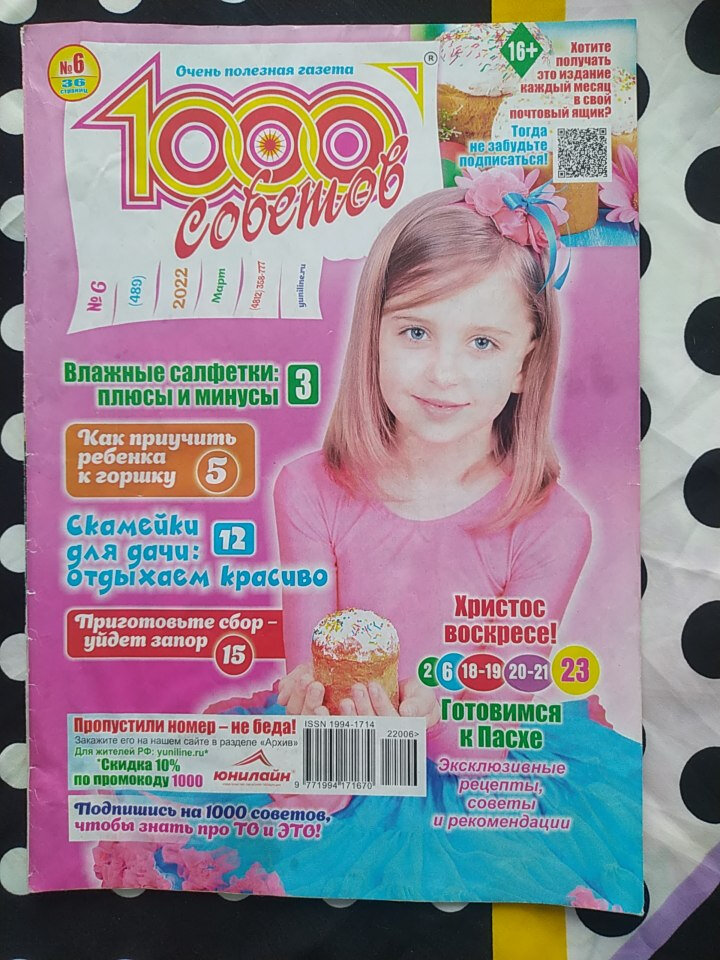 №6
36
страниц
Очень полезная газета
1000
советов
®
16+
Хотите
получать
это издание
каждый месяц
в свой
почтовый ящик?
Тогда
не забудьте
подписаться!
№ 6
(489)
2022
Март
(4812) 358-777
yuniline.ru
Влажные салфетки:
плюсы и минусы 3
Как приучить
ребенка
к горшку 5
Скамейки
для дачи: 12
отдыхаем красиво
Приготовьте сбор –
уйдет запор 15
Христос
воскресе!
2 6 18-19 20-21 23
Готовимся
к Пасхе
Эксклюзивные
рецепты,
советы
и рекомендации
Пропустили номер – не беда!
Закажите его на нашем сайте в разделе «Архив»
Для жителей РФ: yuniline.ru*
*Скидка 10%
по промокоду 1000
ЮНИЛАЙН
ISSN 1994-1714
22006>
9 771994 171670
Подпишись на 1000 советов,
чтобы знать про ТО и ЭТО!